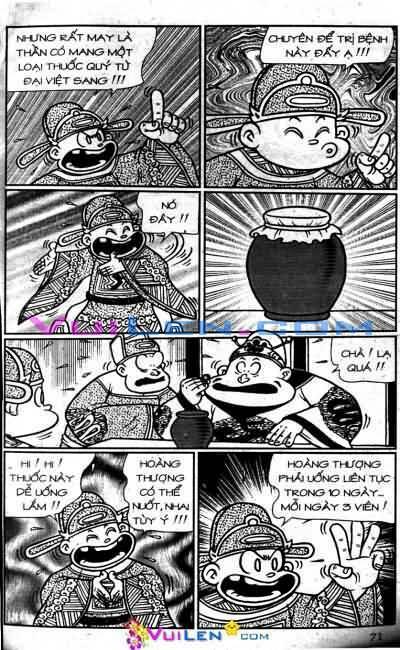 NHƯNG RẤT MAY LÀ
THẦN CÓ MANG MỘT
LOẠI THUỐC QUÝ TỪ
ĐẠI VIỆT SANG !!!
CHUYÊN ĐỂ TRỊ BỆNH
NÀY ĐẤY Ạ !!!
NÓ
ĐÂY !!
VUILEN.COM
CHÀ ! LẠ
QUÁ !!
HI ! HI !
THUỐC NÀY
DỄ UỐNG
LẮM !!
HOÀNG
THƯỢNG
CÓ THỂ
NUỐT, NHAI
TÙY Ý !!!
HOÀNG THƯỢNG
PHẢI UỐNG LIÊN TỤC
TRONG 10 NGÀY...
MỖI NGÀY 3 VIÊN !
71
VUILEN.COM